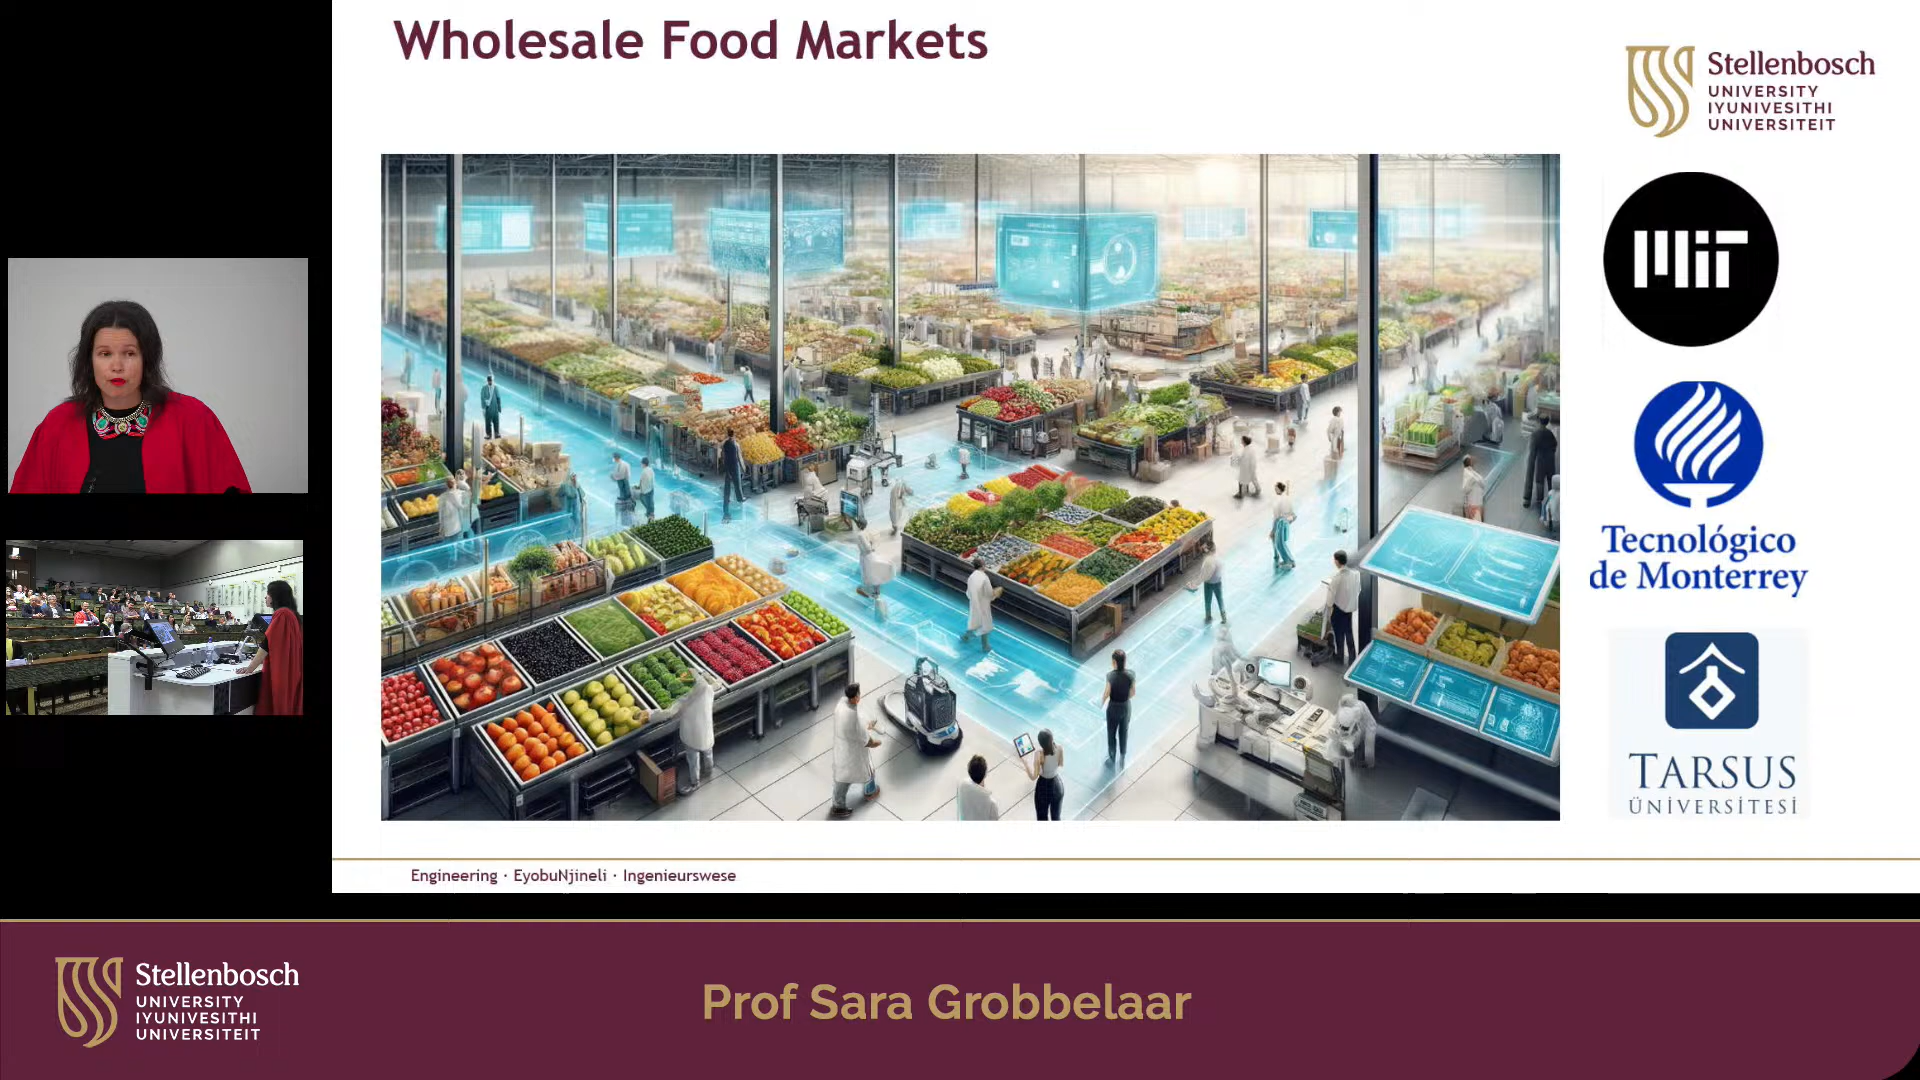 Wholesale Food Markets
Stellenbosch
UNIVERSITY
IYUNIVESITHI
UNIVERSITEIT
MIT
Tecnológico
de Monterrey
TARSUS
ÜNİVERSİTESİ
Engineering · EyobuNjineli · Ingenieurswese
Stellenbosch
UNIVERSITY
IYUNIVESITHI
UNIVERSITEIT
Prof Sara Grobbelaar